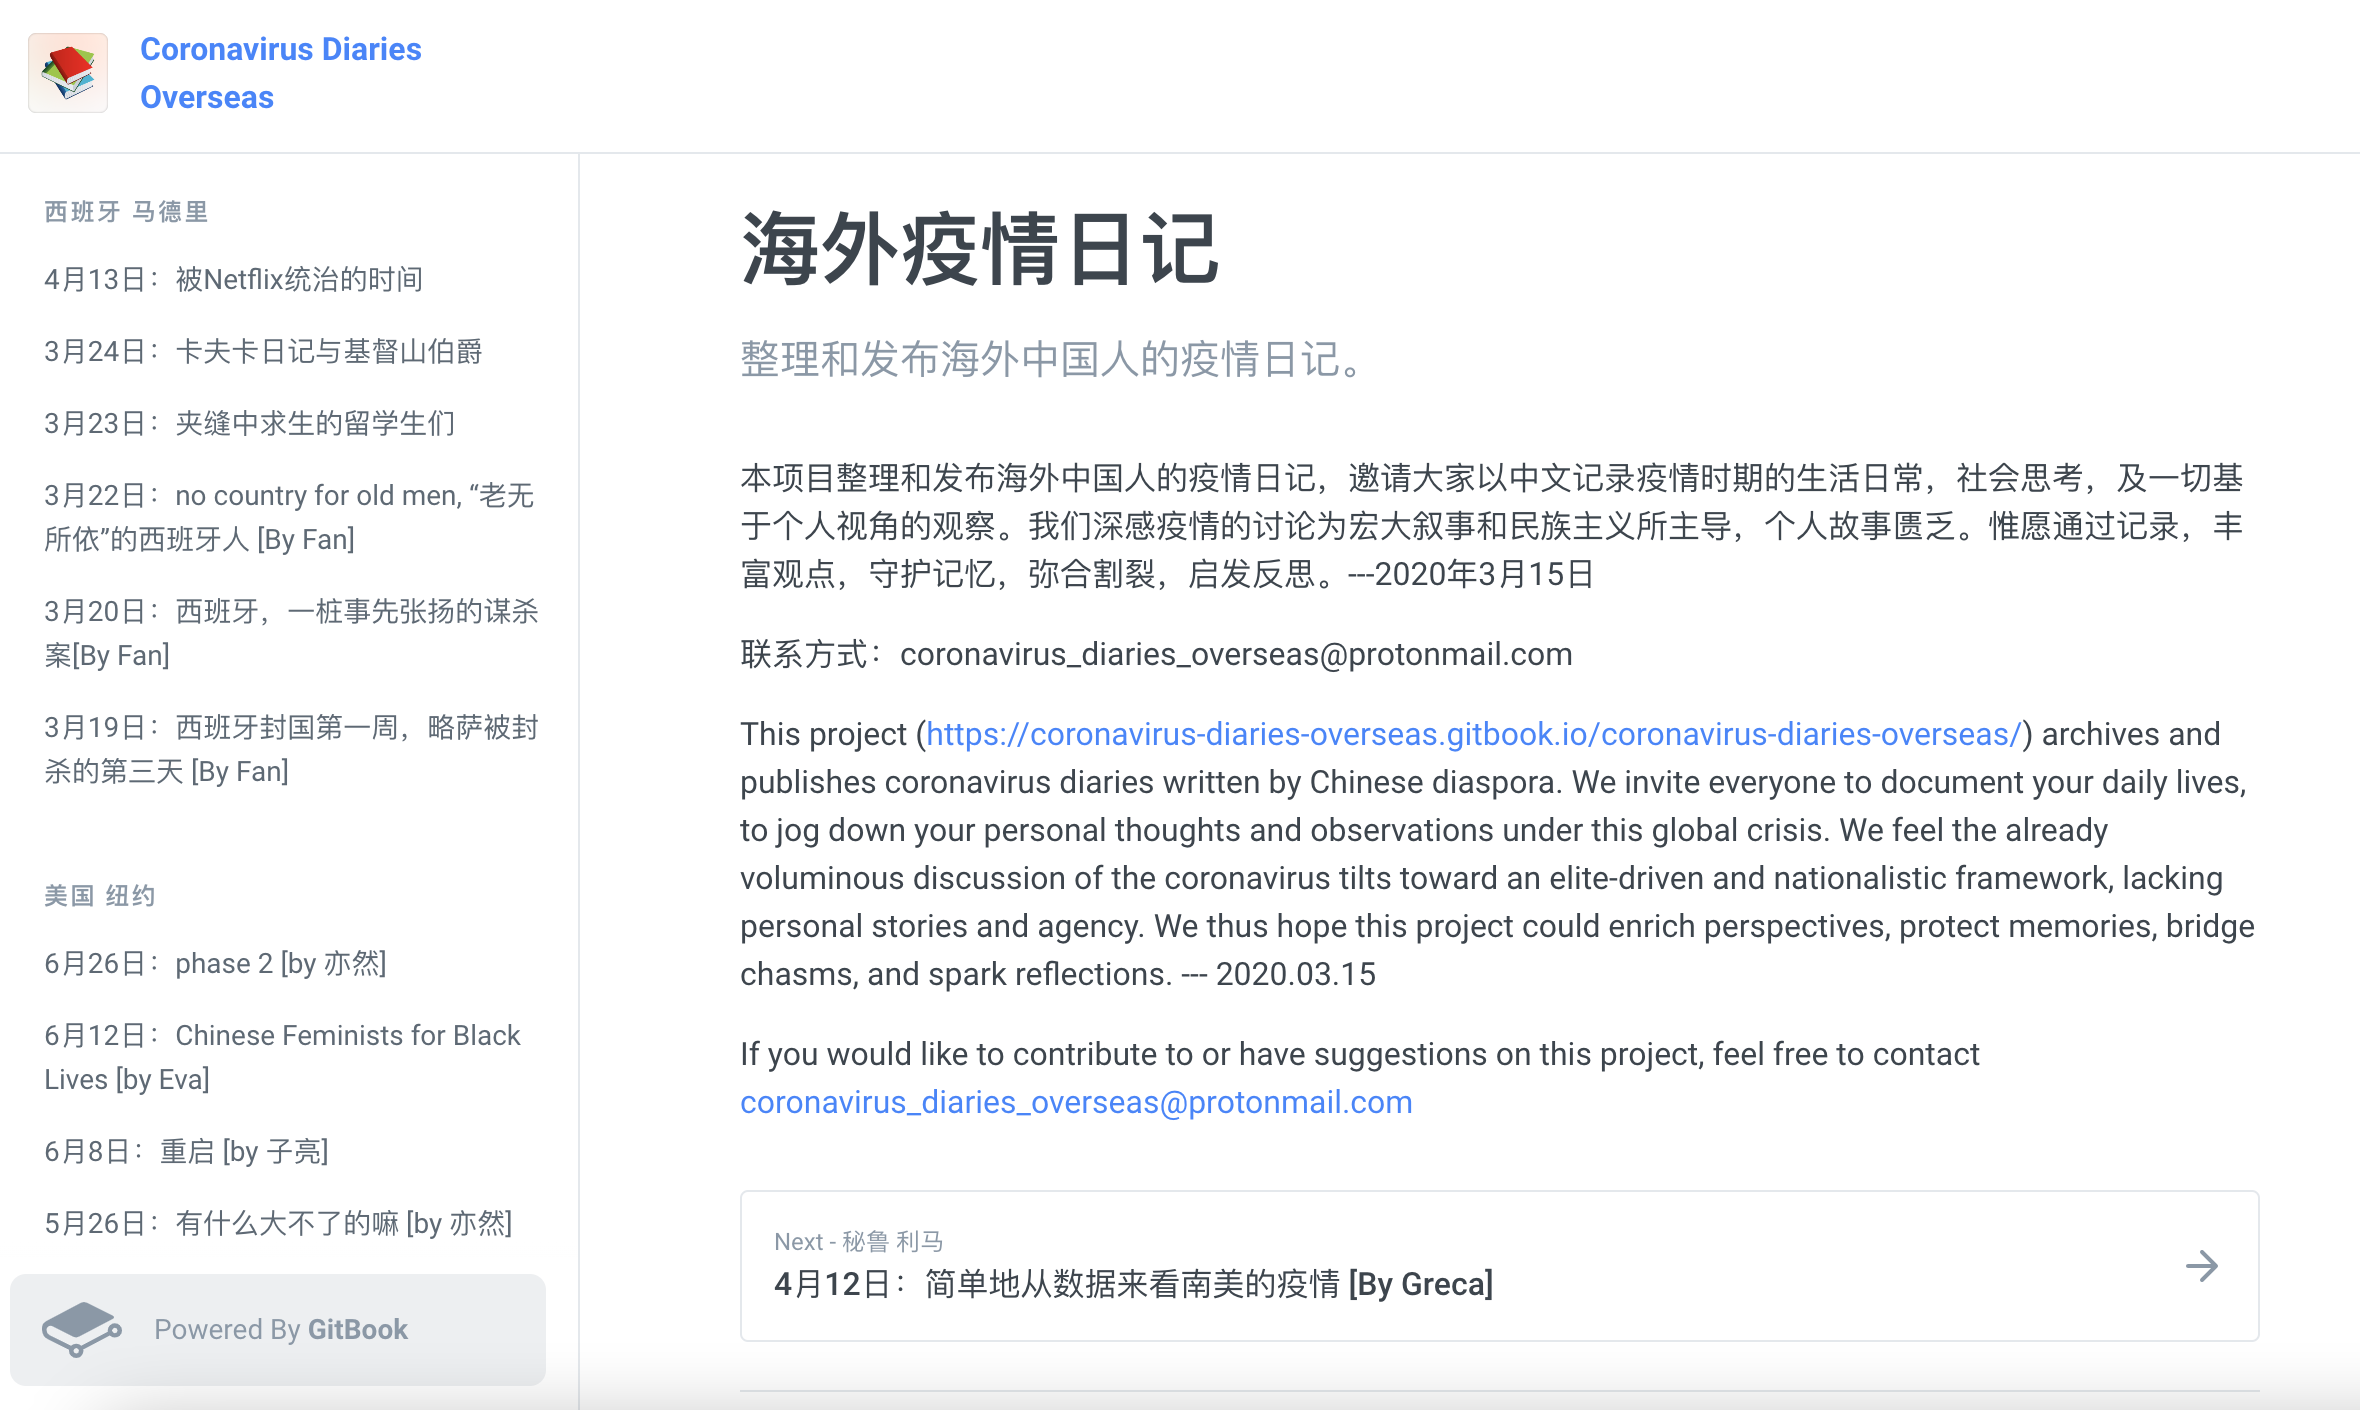 Coronavirus Diaries
Overseas
西班牙 马德里
4月13日：被Netflix统治的时间
3月24日：卡夫卡日记与基督山伯爵
3月23日：夹缝中求生的留学生们
3月22日：no country for old men, “老无
所依”的西班牙人 [By Fan]
3月20日：西班牙，一桩事先张扬的谋杀
案[By Fan]
3月19日：西班牙封国第一周，略萨被封
杀的第三天 [By Fan]
美国 纽约
6月26日：phase 2 [by 亦然]
6月12日：Chinese Feminists for Black
Lives [by Eva]
6月8日：重启 [by 子亮]
5月26日：有什么大不了的嘛 [by 亦然]
Powered By GitBook
海外疫情日记
整理和发布海外中国人的疫情日记。
本项目整理和发布海外中国人的疫情日记，邀请大家以中文记录疫情时期的生活日常，社会思考，及一切基
于个人视角的观察。我们深感疫情的讨论为宏大叙事和民族主义所主导，个人故事匮乏。惟愿通过记录，丰
富观点，守护记忆，弥合割裂，启发反思。---2020年3月15日
联系方式：coronavirus_diaries_overseas@protonmail.com
This project (https://coronavirus-diaries-overseas.gitbook.io/coronavirus-diaries-overseas/) archives and
publishes coronavirus diaries written by Chinese diaspora. We invite everyone to document your daily lives,
to jog down your personal thoughts and observations under this global crisis. We feel the already
voluminous discussion of the coronavirus tilts toward an elite-driven and nationalistic framework, lacking
personal stories and agency. We thus hope this project could enrich perspectives, protect memories, bridge
chasms, and spark reflections. --- 2020.03.15
If you would like to contribute to or have suggestions on this project, feel free to contact
coronavirus_diaries_overseas@protonmail.com
Next - 秘鲁 利马
4月12日：简单地从数据来看南美的疫情 [By Greca]